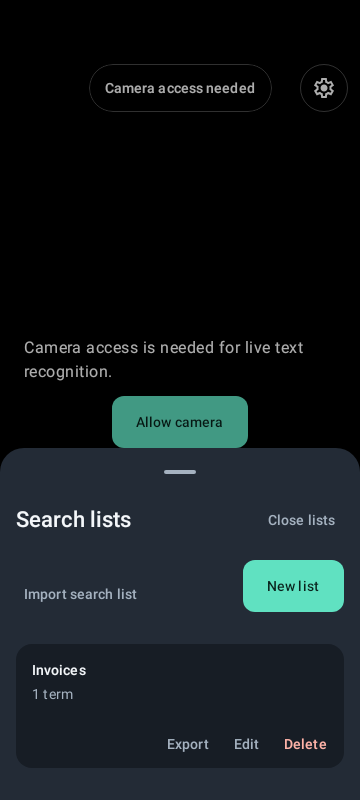 Camera access needed
Camera access is needed for live text
recognition.
Allow camera
Search lists
Close lists
Import search list
New list
Invoices
1 term
Export
Edit
Delete